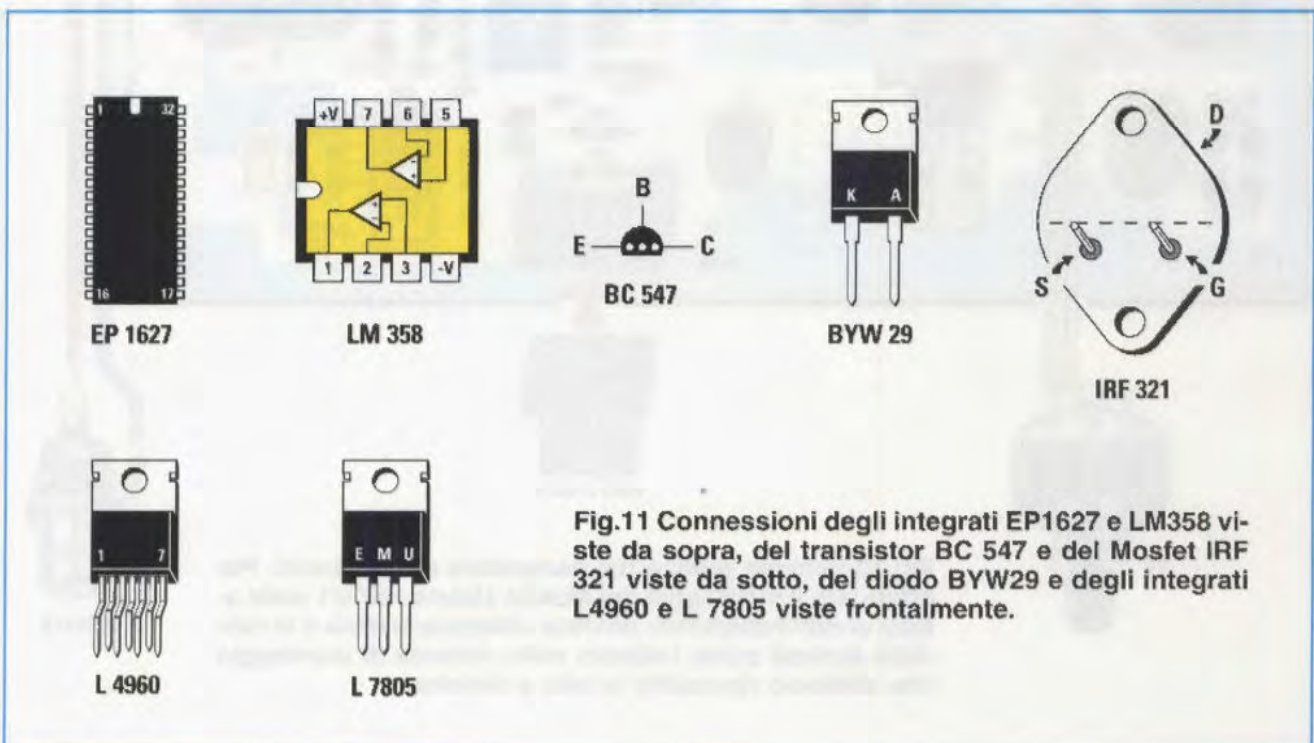 1 32
16 17
EP 1627
+V 7 6 5
1 2 3 -V
LM 358
B
E C
BC 547
K A
BYW 29
D
S G
IRF 321
1 7
L 4960
E M U
L 7805
Fig.11 Connessioni degli integrati EP1627 e LM358 vi-
ste da sopra, del transistor BC 547 e del Mosfet IRF
321 viste da sotto, del diodo BYW29 e degli integrati
L4960 e L 7805 viste frontalmente.